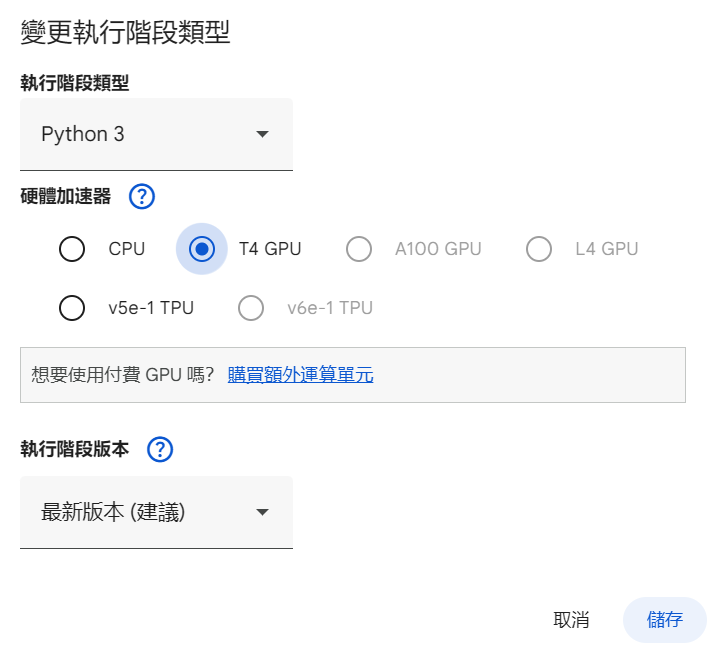 變更執行階段類型
執行階段類型
Python 3
硬體加速器 ?
CPU T4 GPU A100 GPU L4 GPU
v5e-1 TPU v6e-1 TPU
想要使用付費 GPU 嗎? 購買額外運算單元
執行階段版本 ?
最新版本 (建議)
取消 儲存